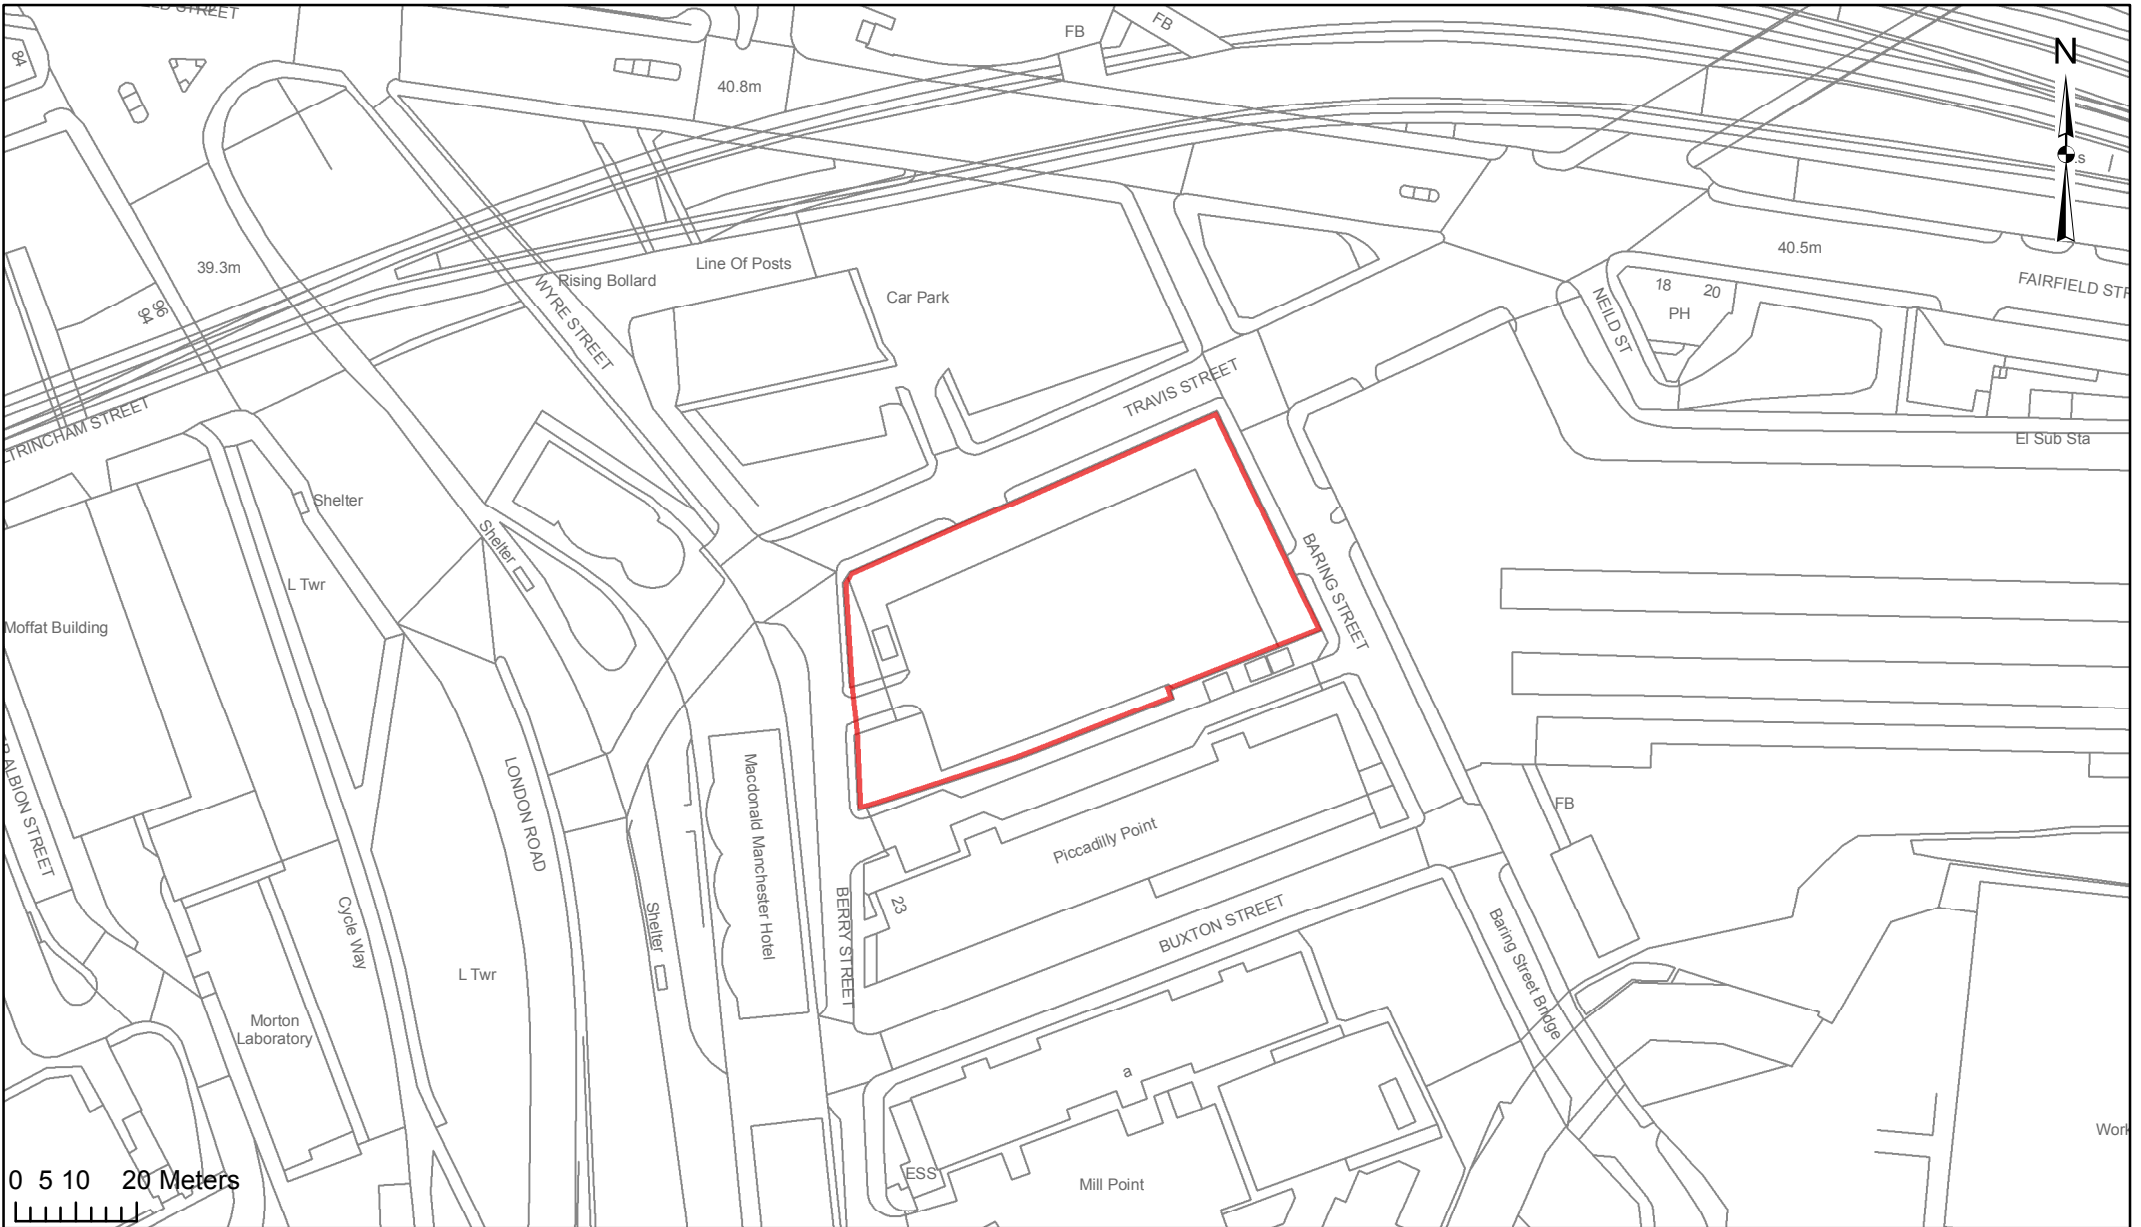 FB
FB
84
40.8m
N
39.3m
Rising Bollard
Line Of Posts
Car Park
40.5m
FAIRFIELD STR
18
20
PH
NEILD ST
96
94
WYRE STREET
TRAVIS STREET
El Sub Sta
LTRINCHAM STREET
Shelter
Shelter
L Twr
BARING STREET
Moffat Building
LONDON ROAD
ALBION STREET
Macdonald Manchester Hotel
Piccadilly Point
FB
23
BERRY STREET
Cycle Way
Shelter
BUXTON STREET
L Twr
Baring Street Bridge
Morton
Laboratory
a
ESS
Mill Point
Work
0 5 10 20 Meters